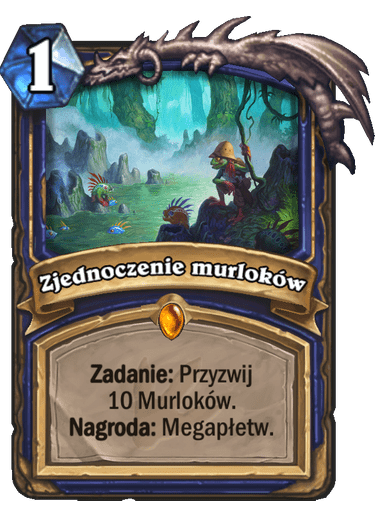 1
Zjednoczenie murloków
Zadanie: Przyzwij
10 Murloków.
Nagroda: Megapłetw.